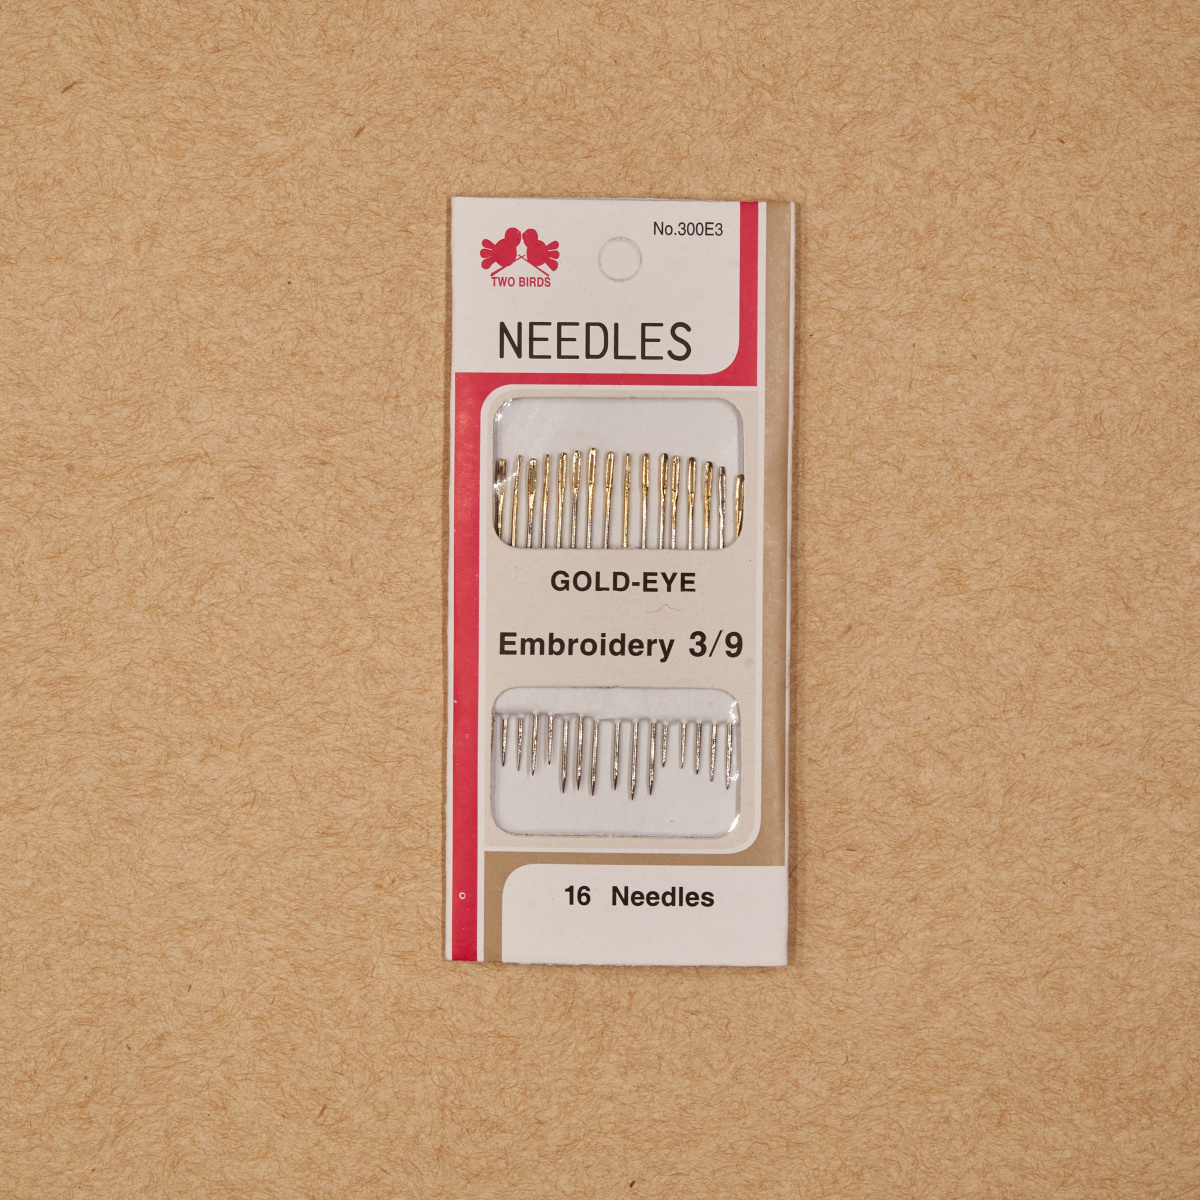 No.300E3
TWO BIRDS
NEEDLES
GOLD-EYE
Embroidery 3/9
16 Needles